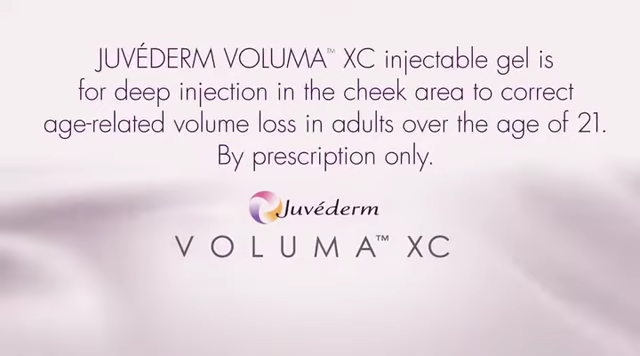 JUVÉDERM VOLUMA™ XC injectable gel is
for deep injection in the cheek area to correct
age-related volume loss in adults over the age of 21.
By prescription only.
Juvéderm
VOLUMA™ XC